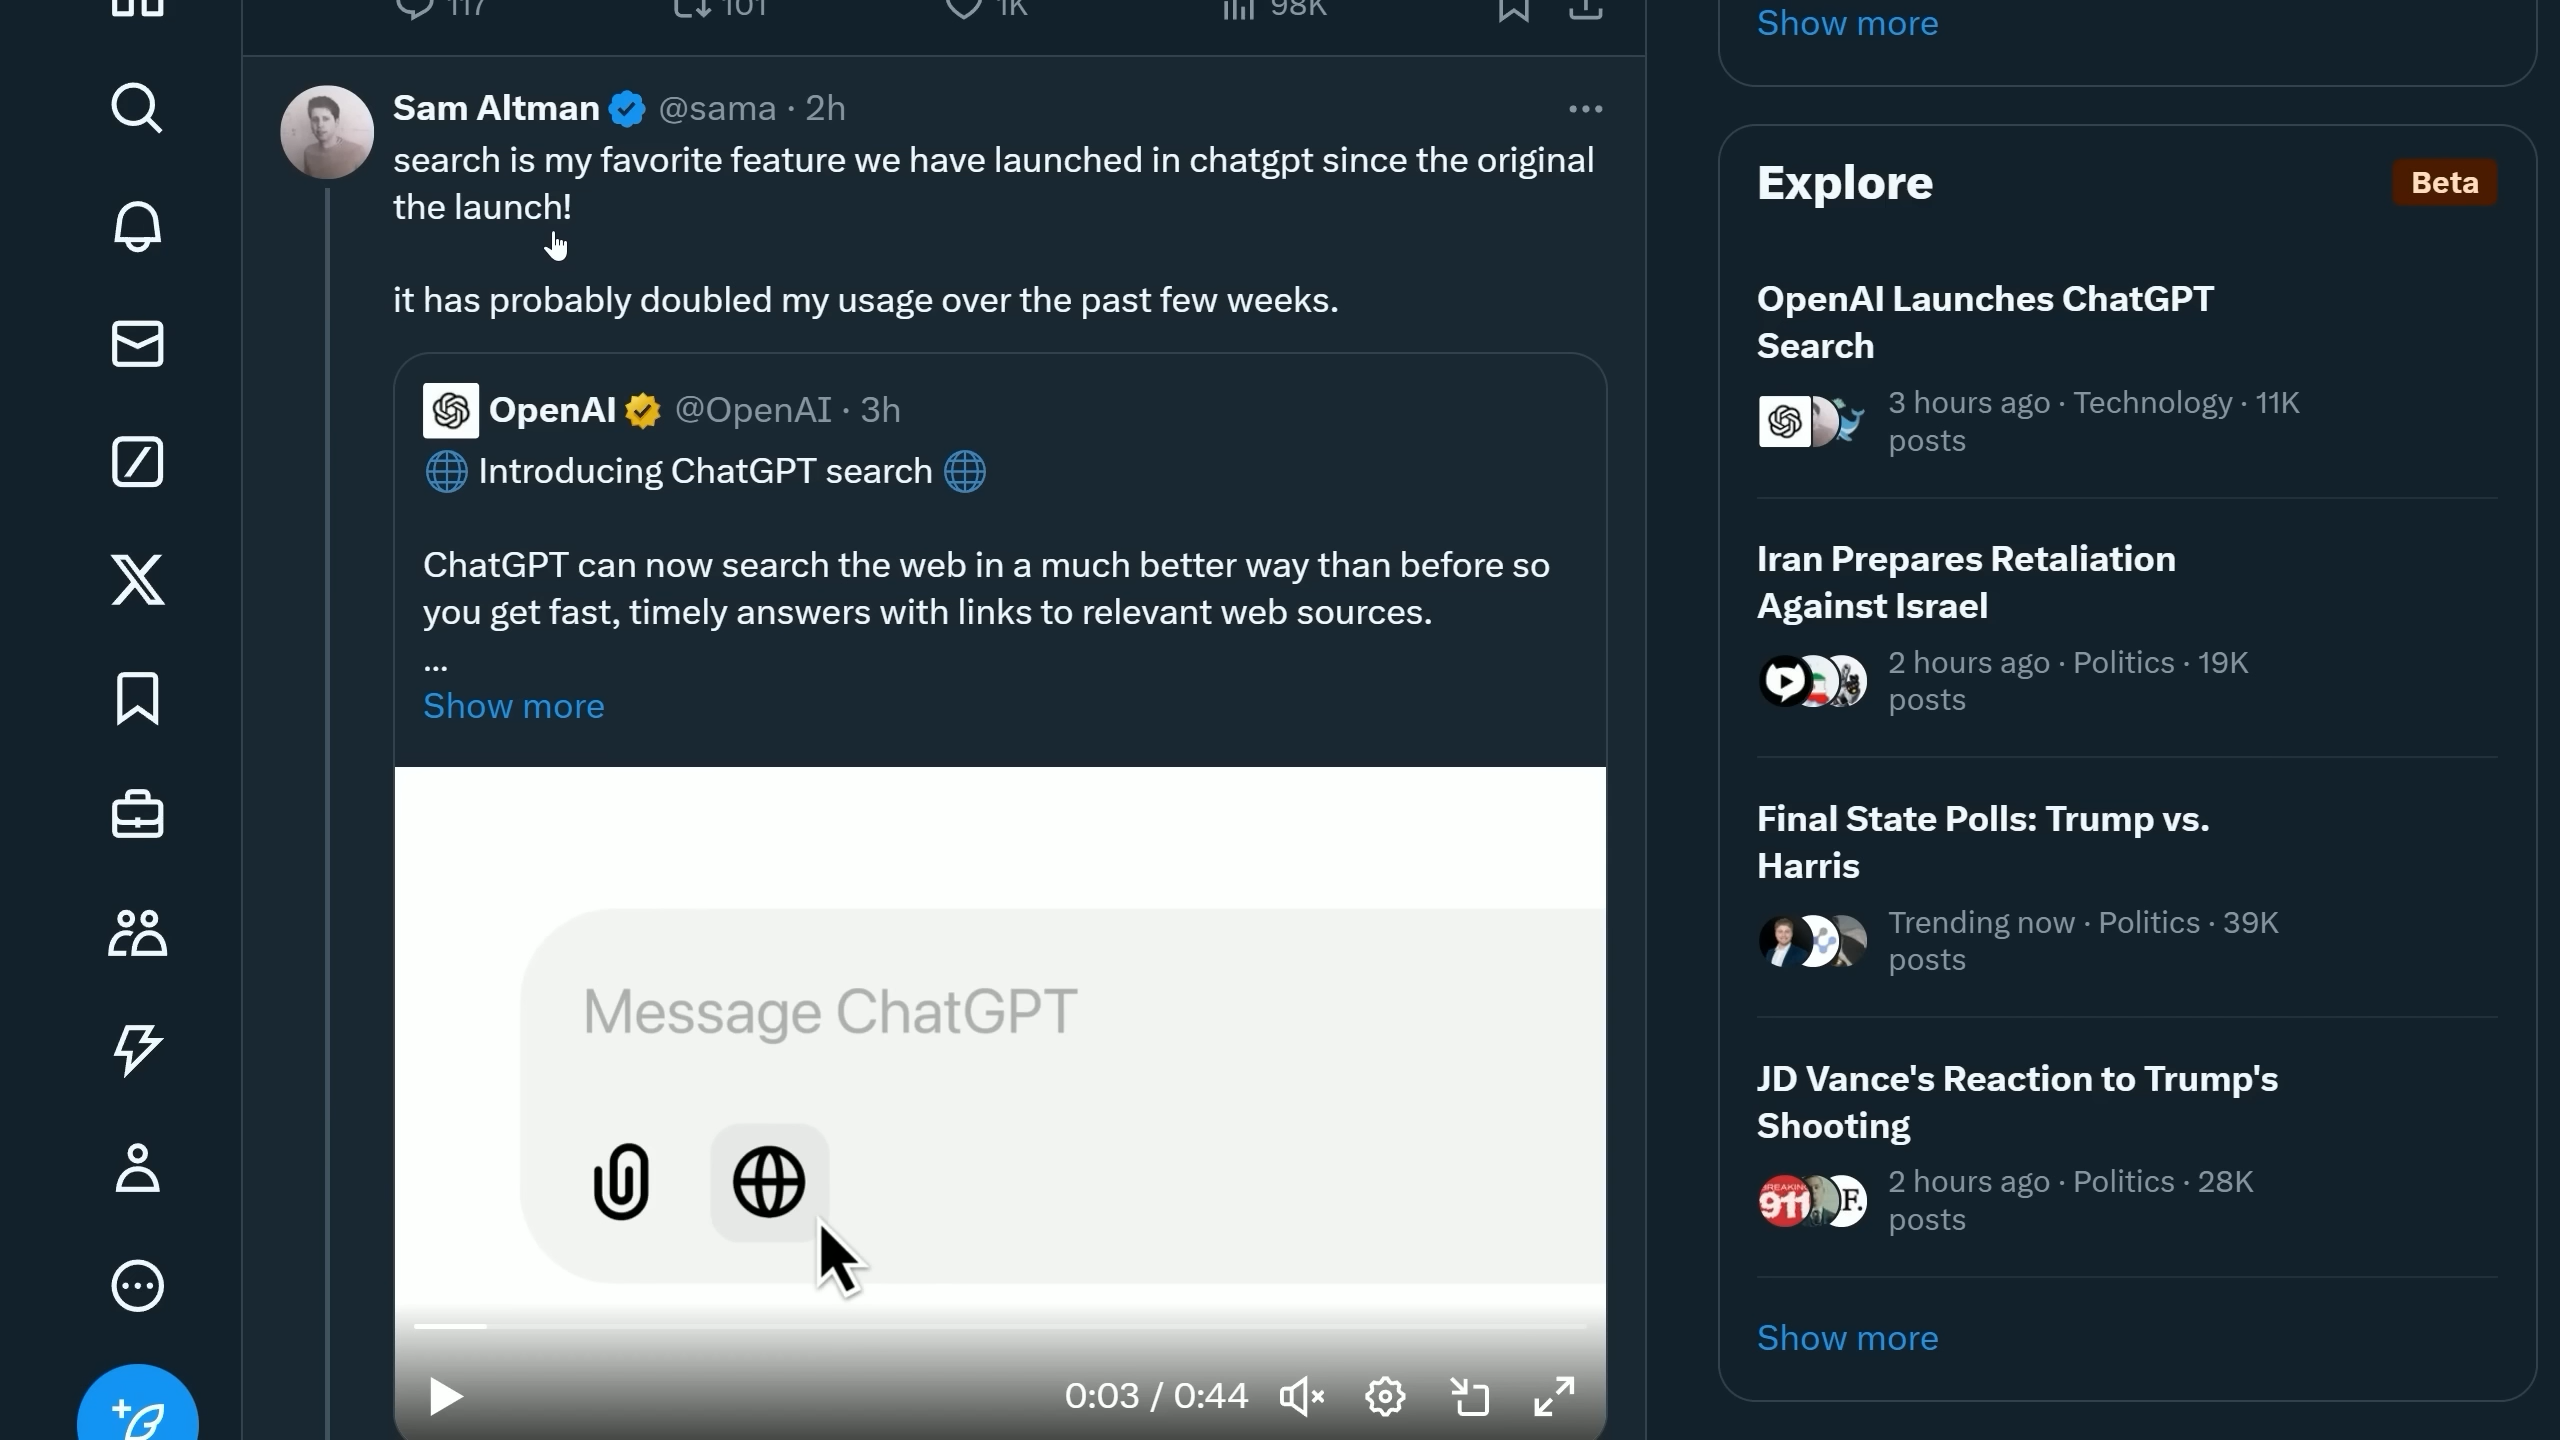 117 101 1K 98K
Sam Altman @sama · 2h
search is my favorite feature we have launched in chatgpt since the original
the launch!
it has probably doubled my usage over the past few weeks.
OpenAI @OpenAI · 3h
Introducing ChatGPT search
ChatGPT can now search the web in a much better way than before so
you get fast, timely answers with links to relevant web sources.
...
Show more
Message ChatGPT
0:03 / 0:44
Show more
Explore
Beta
OpenAI Launches ChatGPT
Search
3 hours ago · Technology · 11K
posts
Iran Prepares Retaliation
Against Israel
2 hours ago · Politics · 19K
posts
Final State Polls: Trump vs.
Harris
Trending now · Politics · 39K
posts
JD Vance's Reaction to Trump's
Shooting
BREAKING
911
F.
2 hours ago · Politics · 28K
posts
Show more